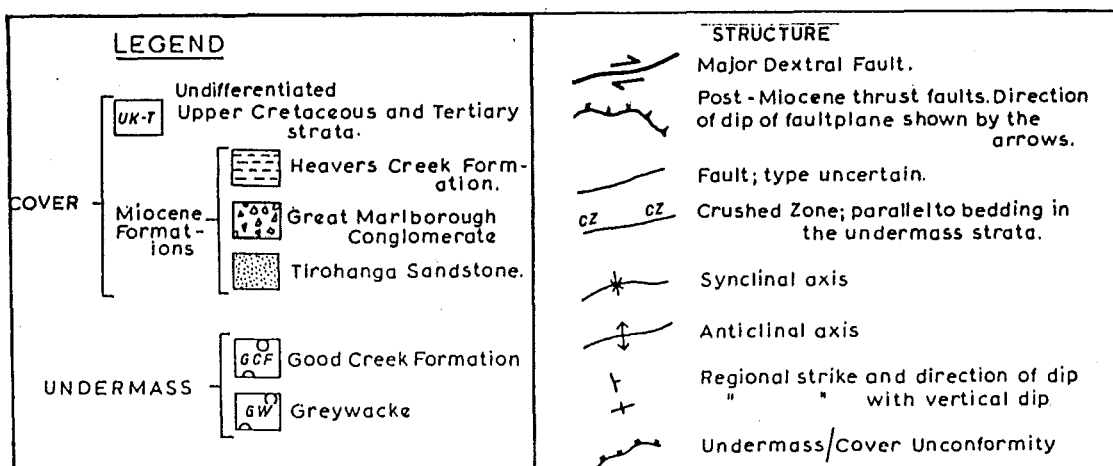 LEGEND
Undifferentiated
UK-T Upper Cretaceous and Tertiary
strata.
COVER
Heavers Creek Form-
ation.
Miocene
Format-
ions
Great Marlborough
Conglomerate
Tirohanga Sandstone.
UNDERMASS
GCF Good Creek Formation
GW Greywacke
STRUCTURE
Major Dextral Fault.
Post-Miocene thrust faults. Direction
of dip of faultplane shown by the
arrows.
Fault; type uncertain.
CZ CZ Crushed Zone; parallel to bedding in
the undermass strata.
Synclinal axis
Anticlinal axis
Regional strike and direction of dip
" " with vertical dip
Undermass/Cover Unconformity